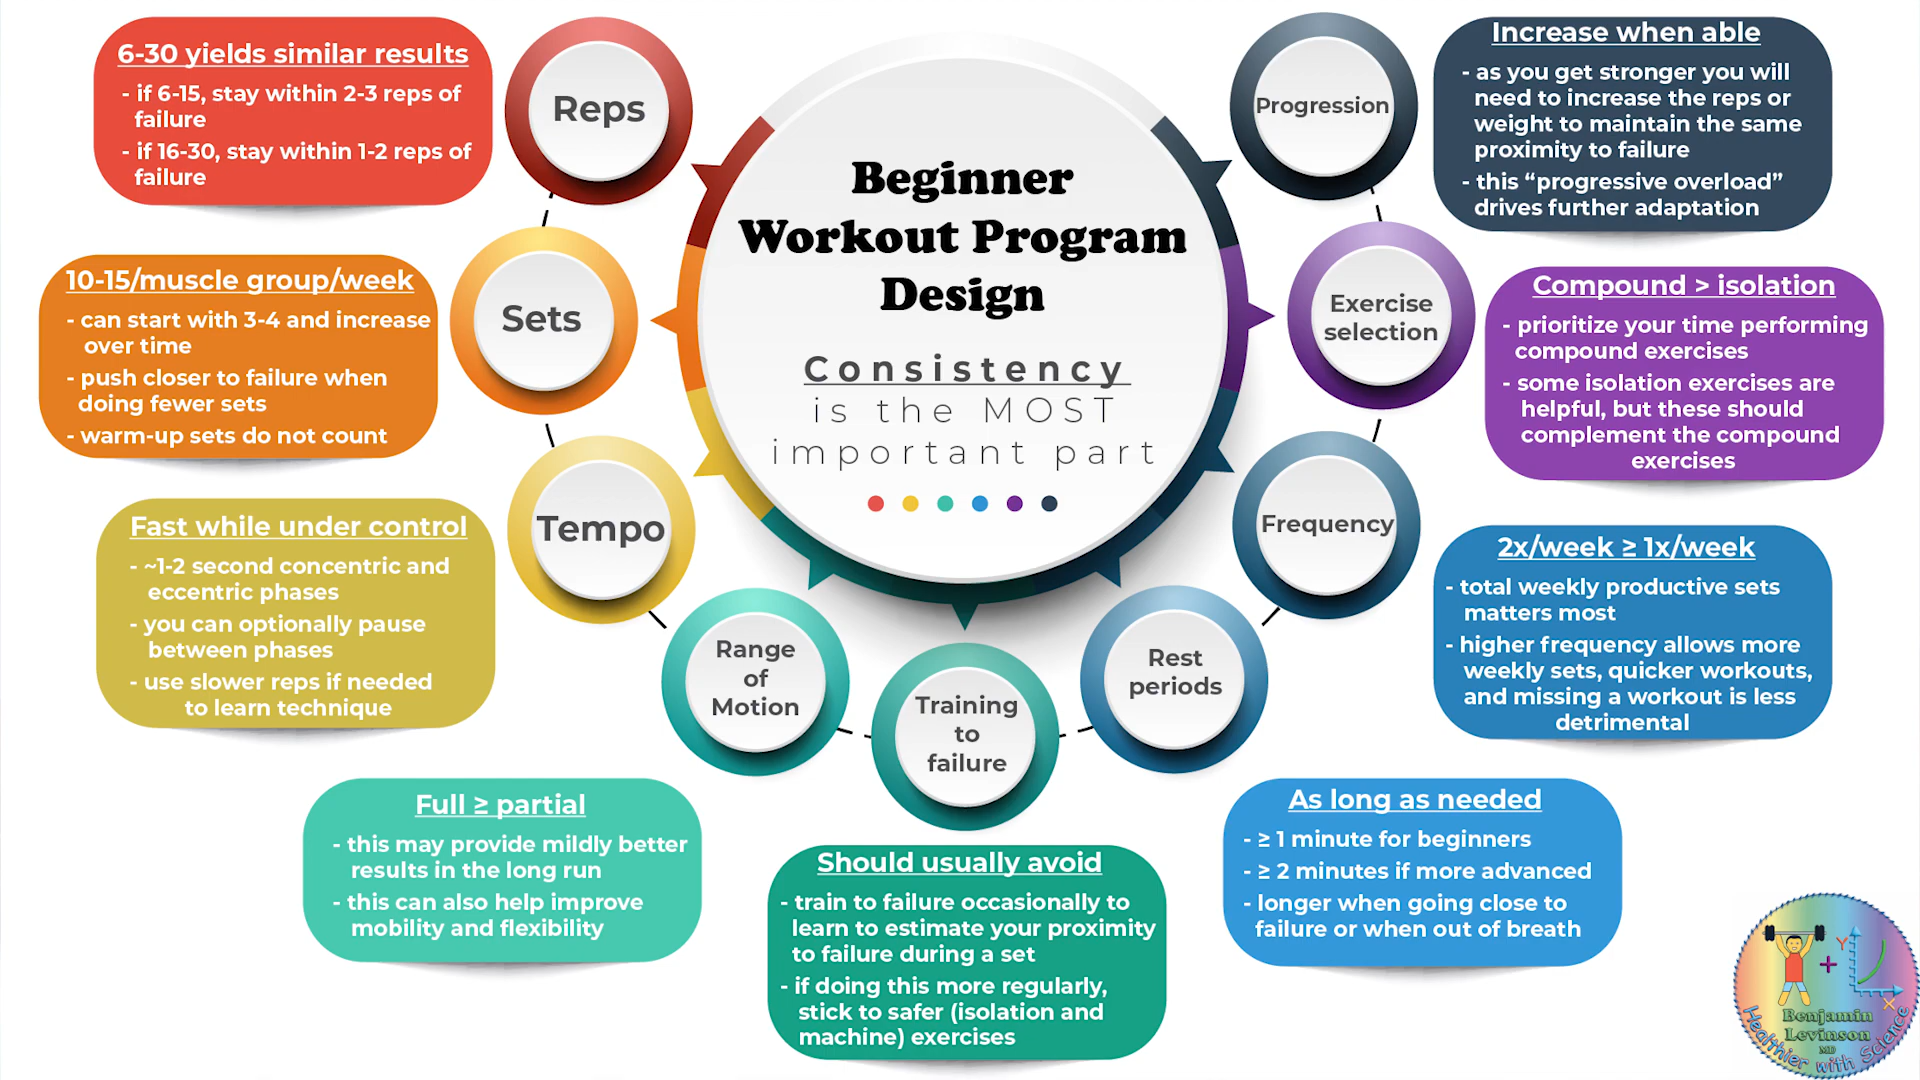 Beginner
Workout Program
Design
Consistency
is the MOST
important part
Reps
6-30 yields similar results
- if 6-15, stay within 2-3 reps of
failure
- if 16-30, stay within 1-2 reps of
failure
Sets
10-15/muscle group/week
- can start with 3-4 and increase
over time
- push closer to failure when
doing fewer sets
- warm-up sets do not count
Tempo
Fast while under control
- ~1-2 second concentric and
eccentric phases
- you can optionally pause
between phases
- use slower reps if needed
to learn technique
Range
of
Motion
Full ≥ partial
- this may provide mildly better
results in the long run
- this can also help improve
mobility and flexibility
Training
to
failure
Should usually avoid
- train to failure occasionally to
learn to estimate your proximity
to failure during a set
- if doing this more regularly,
stick to safer (isolation and
machine) exercises
Rest
periods
As long as needed
- ≥ 1 minute for beginners
- ≥ 2 minutes if more advanced
- longer when going close to
failure or when out of breath
Frequency
2x/week ≥ 1x/week
- total weekly productive sets
matters most
- higher frequency allows more
weekly sets, quicker workouts,
and missing a workout is less
detrimental
Exercise
selection
Compound > isolation
- prioritize your time performing
compound exercises
- some isolation exercises are
helpful, but these should
complement the compound
exercises
Progression
Increase when able
- as you get stronger you will
need to increase the reps or
weight to maintain the same
proximity to failure
- this “progressive overload”
drives further adaptation
Y
+
X
Benjamin
Levinson
MD
Healthier with Science